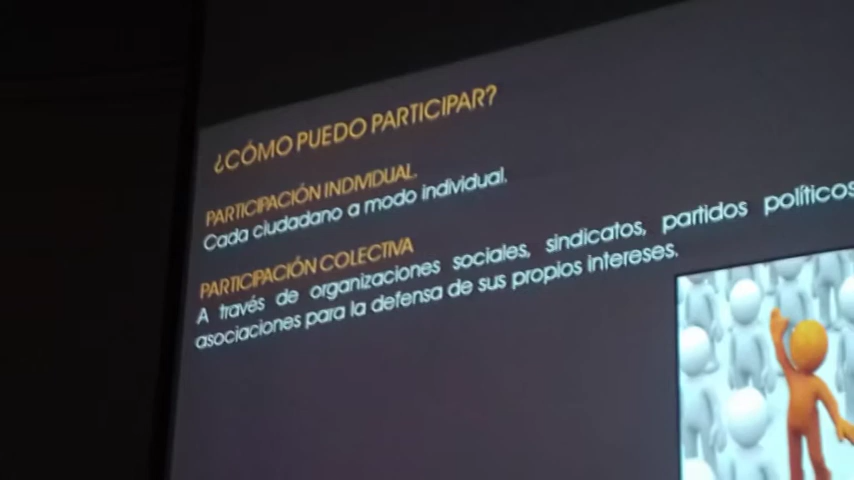 ¿CÓMO PUEDO PARTICIPAR?
PARTICIPACIÓN INDIVIDUAL.
Cada ciudadano a modo individual.
PARTICIPACIÓN COLECTIVA
A través de organizaciones sociales, sindicatos, partidos políticos
asociaciones para la defensa de sus propios intereses.